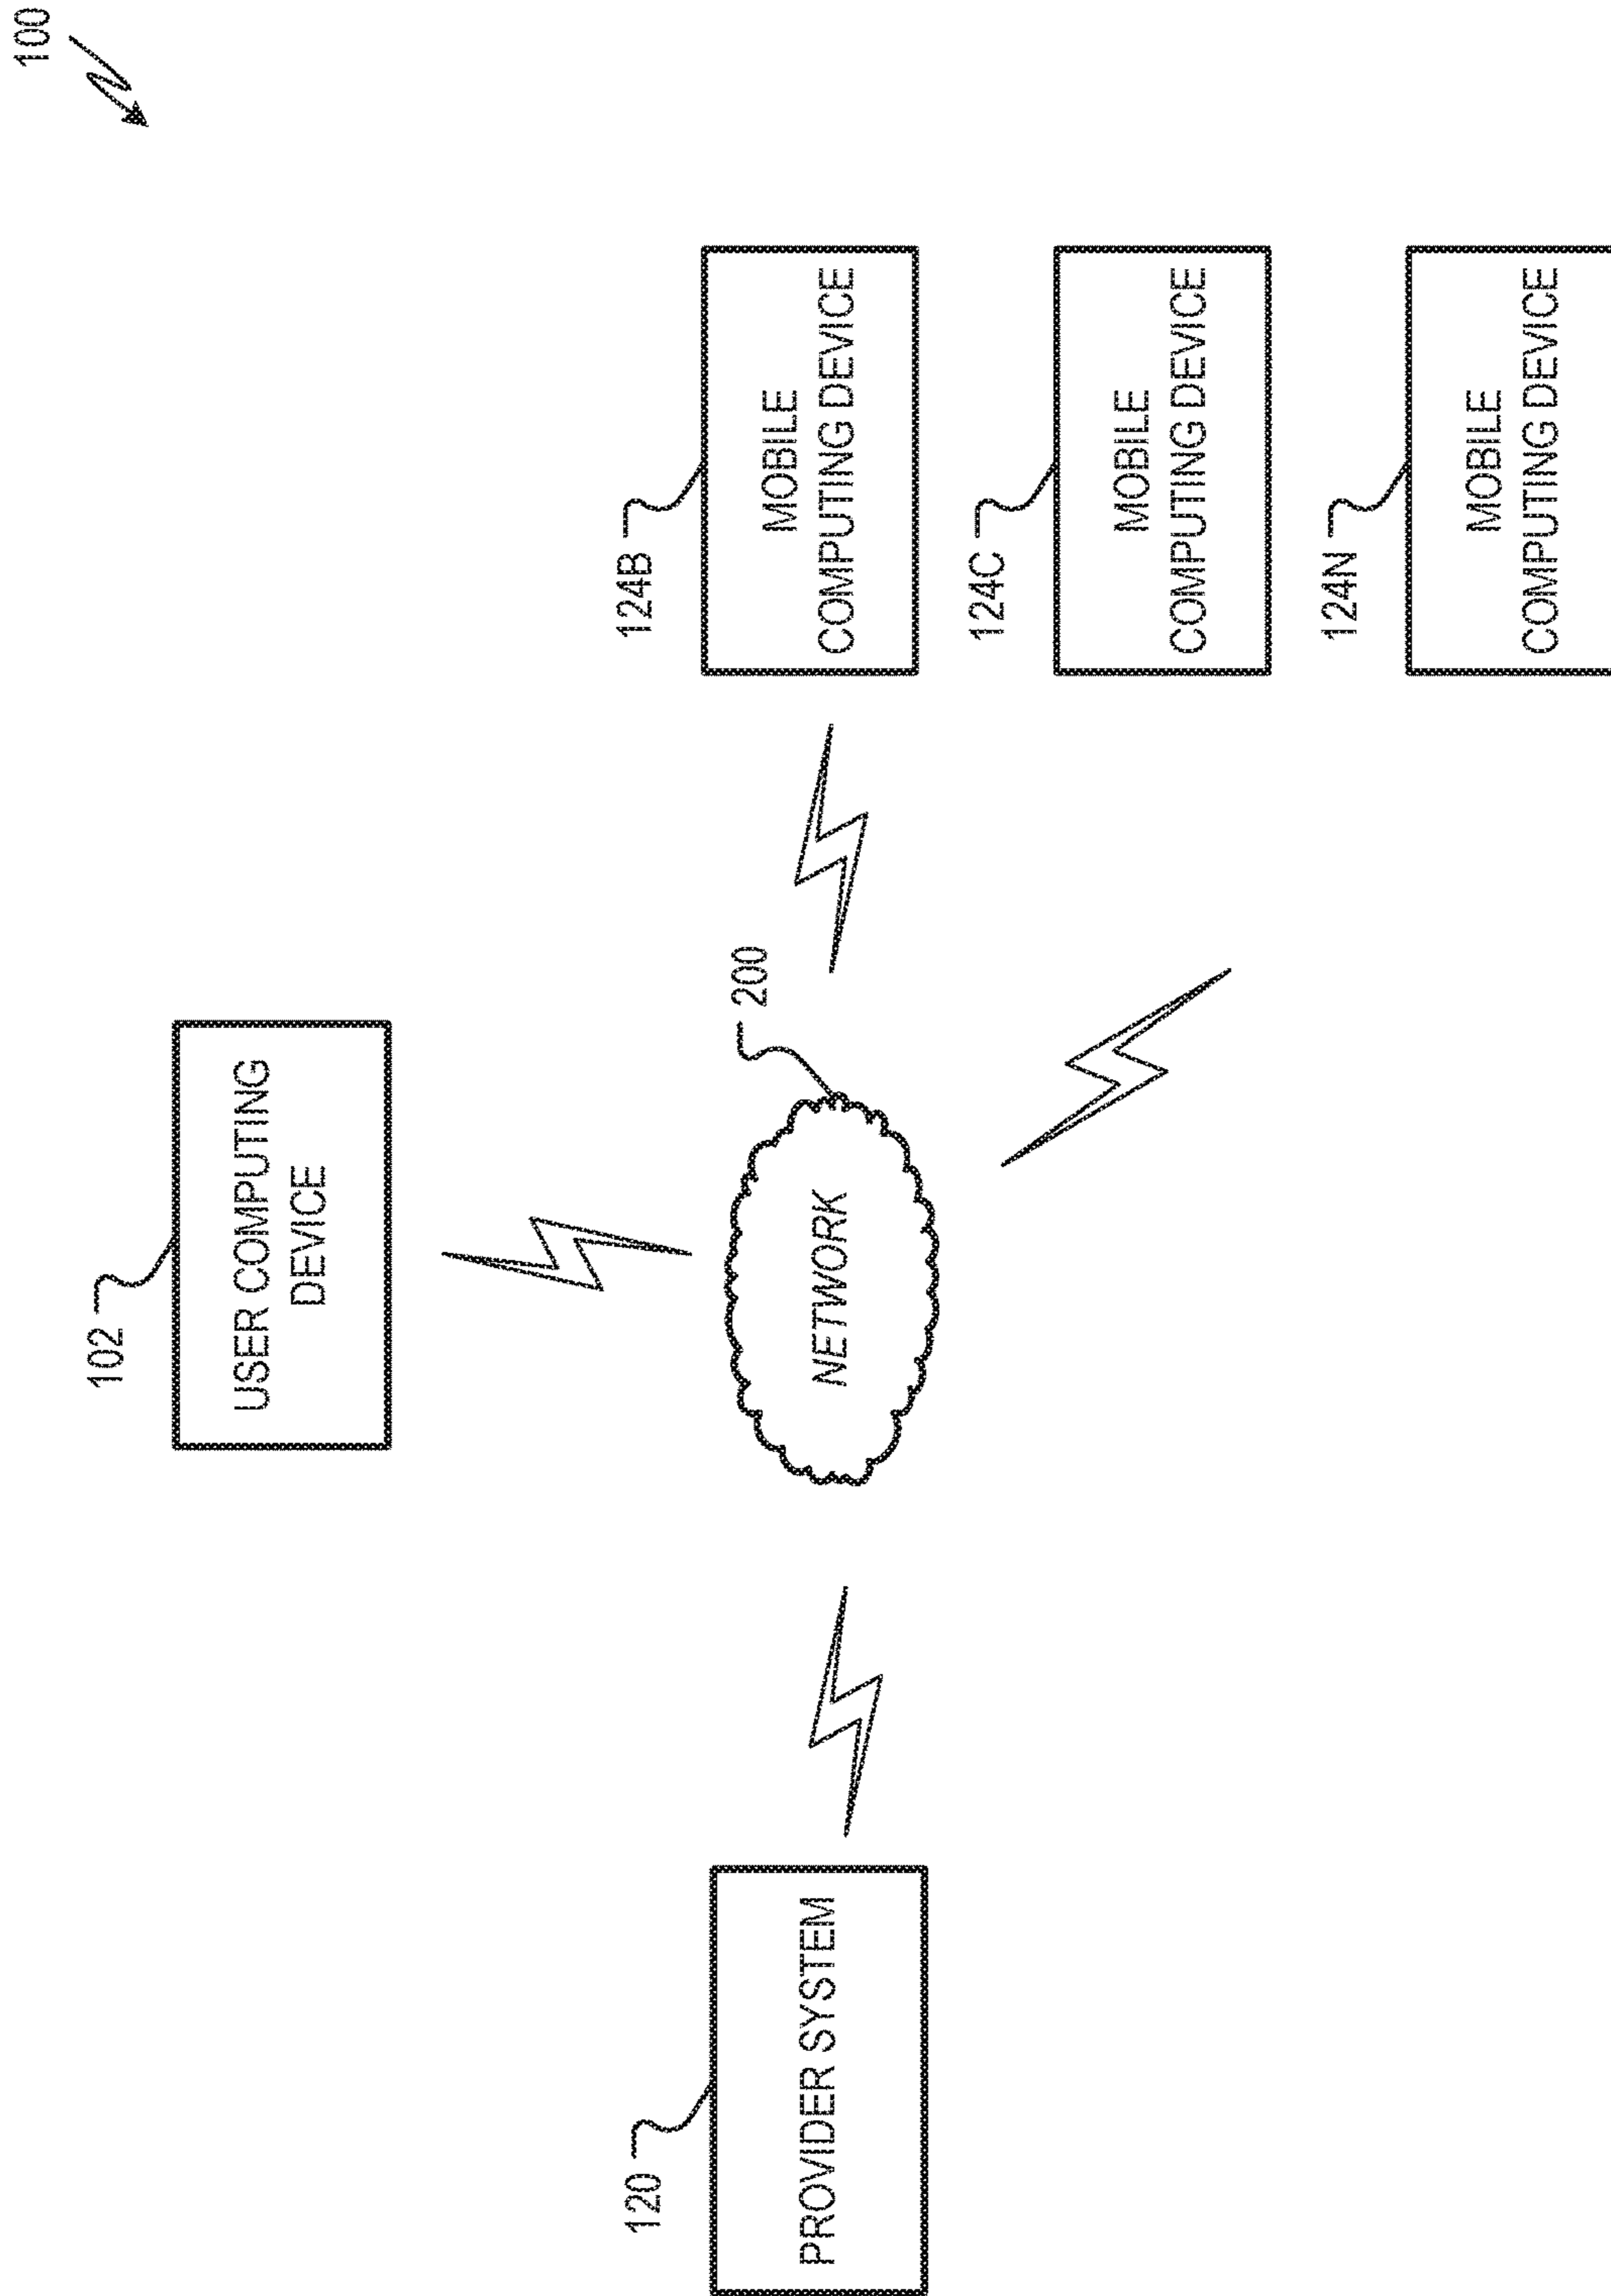 100
102
USER COMPUTING
DEVICE
120
PROVIDER SYSTEM
200
NETWORK
124B
MOBILE
COMPUTING DEVICE
124C
MOBILE
COMPUTING DEVICE
124N
MOBILE
COMPUTING DEVICE